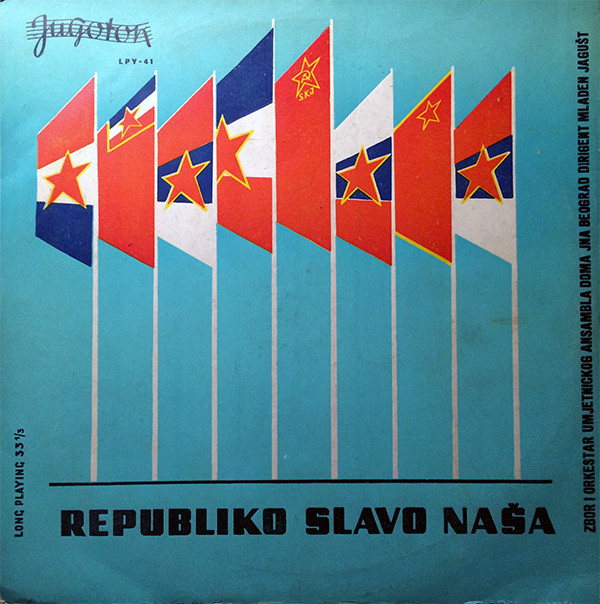 Jugoton
LPY-41
SKJ
LONG PLAYING 33 1/3
REPUBLIKO SLAVO NAŠA
ZBOR I ORKESTAR UMJETNICKOG ANSAMBLA DOMA JNA BEOGRAD DIRIGENT MLADEN JAGUŠT